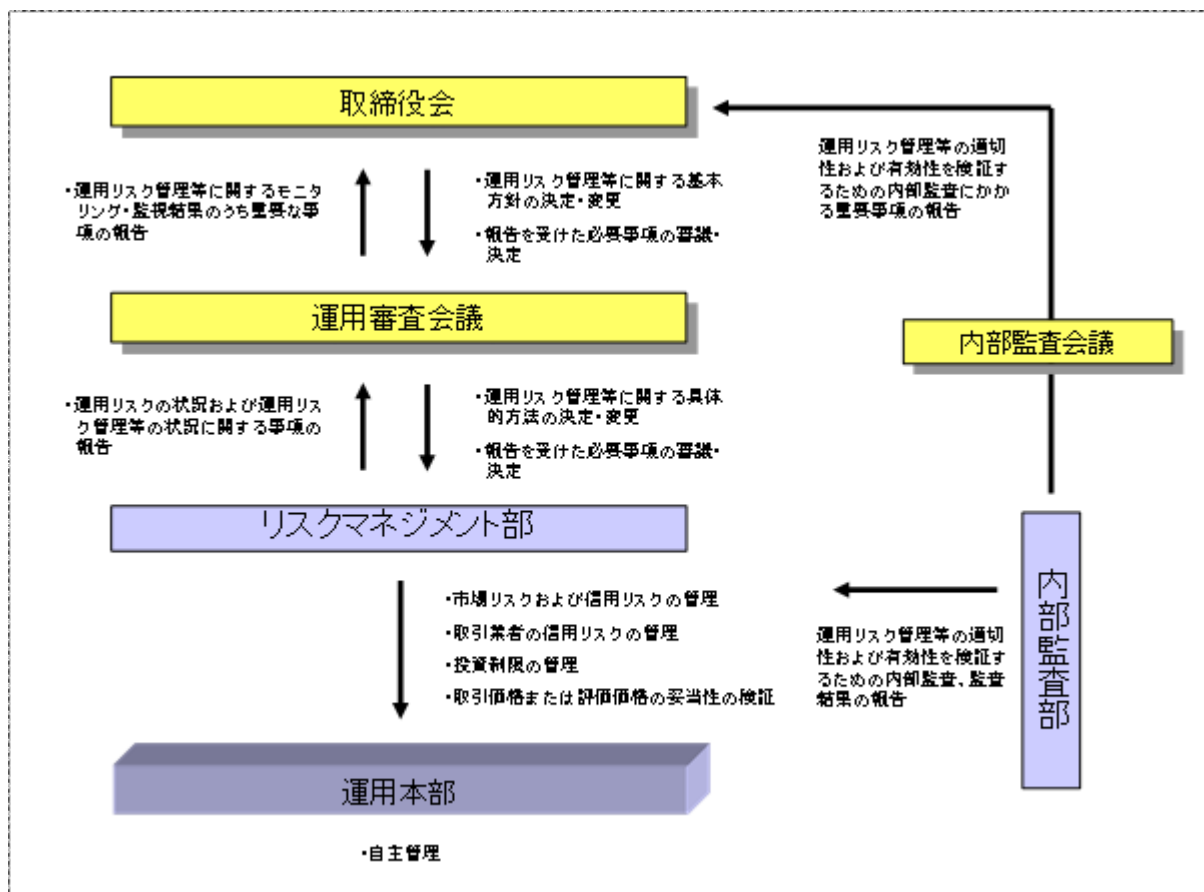 取締役会
・運用リスク管理等に関するモニ
タリング・監視結果のうち重要な事
項の報告
・運用リスク管理等に関する基本
方針の決定・変更
・報告を受けた必要事項の審議・
決定
運用リスク管理等の適切
性および有効性を検証す
るための内部監査にかか
る重要事項の報告
運用審査会議
内部監査会議
・運用リスクの状況および運用リス
ク管理等の状況に関する事項の
報告
・運用リスク管理等に関する具体
的方法の決定・変更
・報告を受けた必要事項の審議・
決定
リスクマネジメント部
・市場リスクおよび信用リスクの管理
・取引業者の信用リスクの管理
・投資制限の管理
・取引価格または評価価格の妥当性の検証
運用リスク管理等の適切
性および有効性を検証す
るための内部監査、監査
結果の報告
内部監査部
運用本部
・自主管理